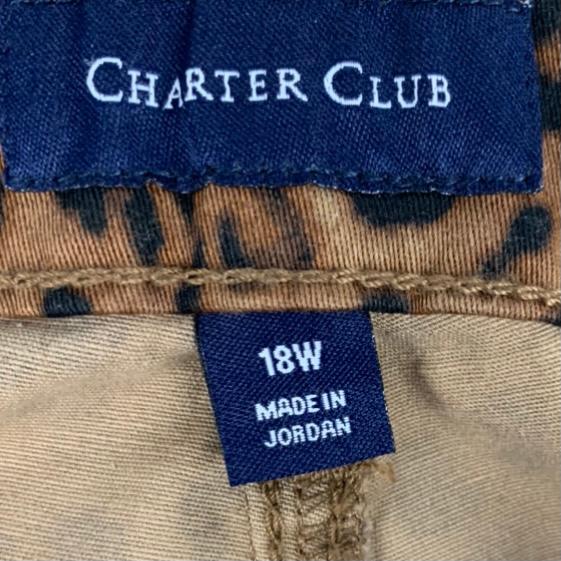 CHARTER CLUB
18W
MADE IN
JORDAN